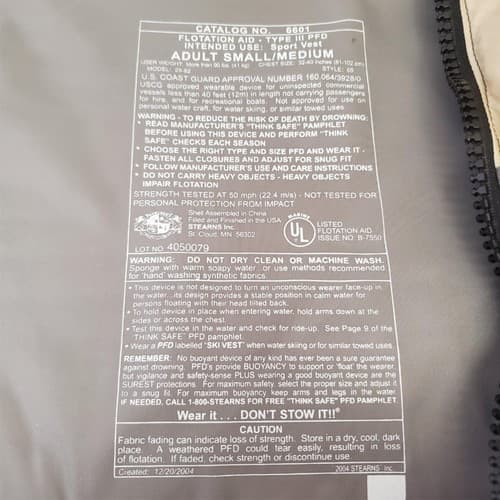 CATALOG NO. 6601
FLOTATION AID - TYPE III PFD
INTENDED USE: Sport Vest
ADULT SMALL/MEDIUM
USER WEIGHT: More than 90 lbs. (41 kg) CHEST SIZE: 32-40 inches (81-102 cm)
U.S. COAST GUARD APPROVAL NUMBER 160.064/3928/0
USCG approved wearable device for uninspected commercial
vessels less than 40 feet (12m) in length not carrying passengers
for hire, and for recreational boats. Not approved for use on
personal water craft, for water skiing, or similar towed uses.
WARNING - TO REDUCE THE RISK OF DEATH BY DROWNING:
• READ MANUFACTURER'S "THINK SAFE" PAMPHLET
BEFORE USING THIS DEVICE AND PERFORM "THINK
SAFE" CHECKS EACH SEASON
• CHOOSE THE RIGHT TYPE AND SIZE PFD AND WEAR IT -
FASTEN ALL CLOSURES AND ADJUST FOR SNUG FIT
• FOLLOW MANUFACTURER'S USE AND CARE INSTRUCTIONS
• DO NOT CARRY HEAVY OBJECTS - HEAVY OBJECTS
IMPAIR FLOTATION
STRENGTH TESTED AT 50 mph (22.4 m/s) - NOT TESTED FOR
PERSONAL PROTECTION FROM IMPACT
Shell Assembled in China
Filled and Finished in the USA
STEARNS Inc.
St. Cloud, MN 56302
LOT NO. 4050079
MARINE
UL
LISTED
FLOTATION AID
ISSUE NO. B-7550
WARNING: DO NOT DRY CLEAN OR MACHINE WASH.
Sponge with warm soapy water...or use methods recommended
for 'hand' washing synthetic fabrics.
• This device is not designed to turn an unconscious wearer face-up in
the water...its design provides a stable position in calm water for
persons floating with their head tilted back.
• To hold device in place when entering water, hold arms down at the
sides or across the chest.
• Test this device in the water and check for ride-up. See Page 9 of the
"THINK SAFE" PFD pamphlet.
• Wear a PFD labelled "SKI VEST" when water skiing or for similar towed uses.
REMEMBER: No buoyant device of any kind has ever been a sure guarantee
against drowning. PFD's provide BUOYANCY to support or 'float' the wearer,
but vigilance and safety-sense PLUS wearing a good buoyant device are the
SUREST protections. For maximum safety, select the proper size and adjust it
to a snug fit. For maximum buoyancy keep arms and legs in the water.
IF NEEDED, CALL 1-800-STEARNS FOR FREE "THINK SAFE" PFD PAMPHLET.
Wear it . . . DON'T STOW IT!!®
CAUTION
Fabric fading can indicate loss of strength. Store in a dry, cool, dark
place. A weathered PFD could tear easily, resulting in loss
of flotation. If faded, check strength or discontinue use.
Created: 12/20/2004
2004 STEARNS Inc.